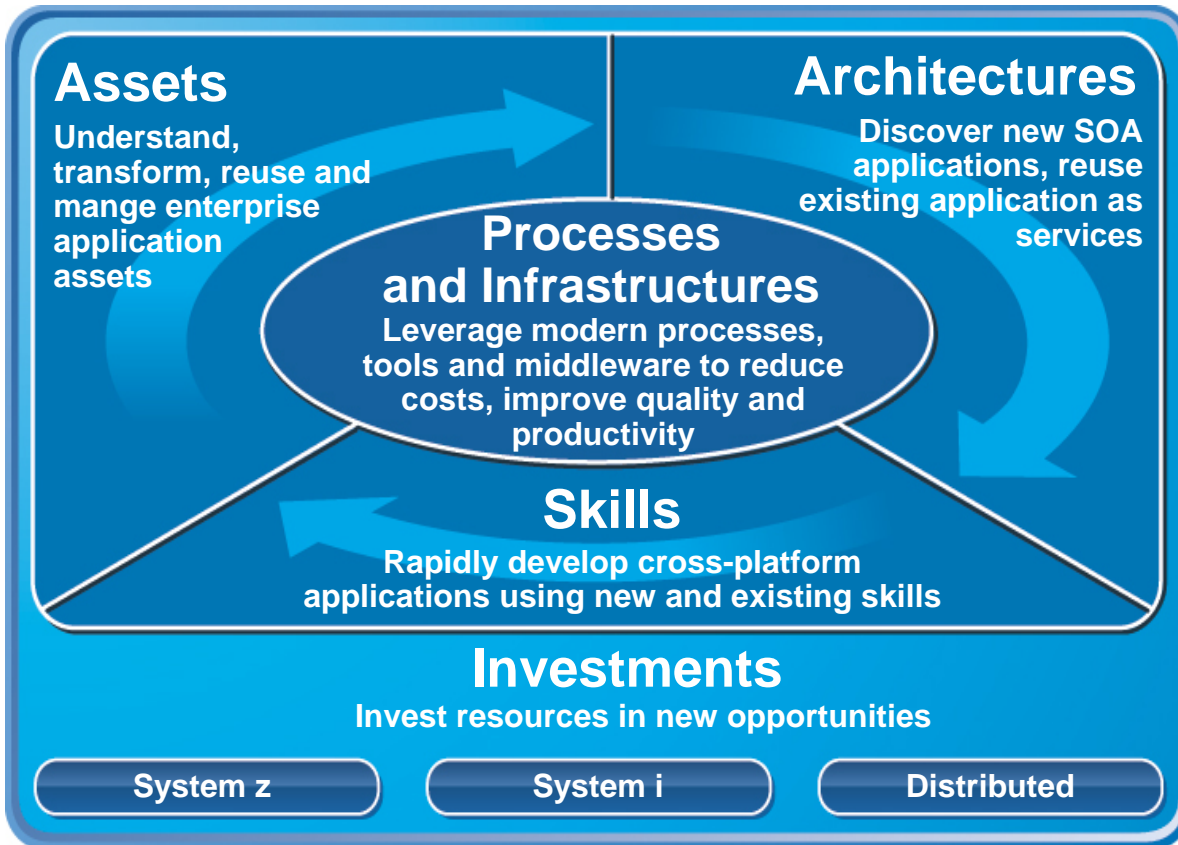 Assets
Understand,
transform, reuse and
mange enterprise
application
assets
Architectures
Discover new SOA
applications, reuse
existing application as
services
Processes
and Infrastructures
Leverage modern processes,
tools and middleware to reduce
costs, improve quality and
productivity
Skills
Rapidly develop cross-platform
applications using new and existing skills
Investments
Invest resources in new opportunities
System z
System i
Distributed